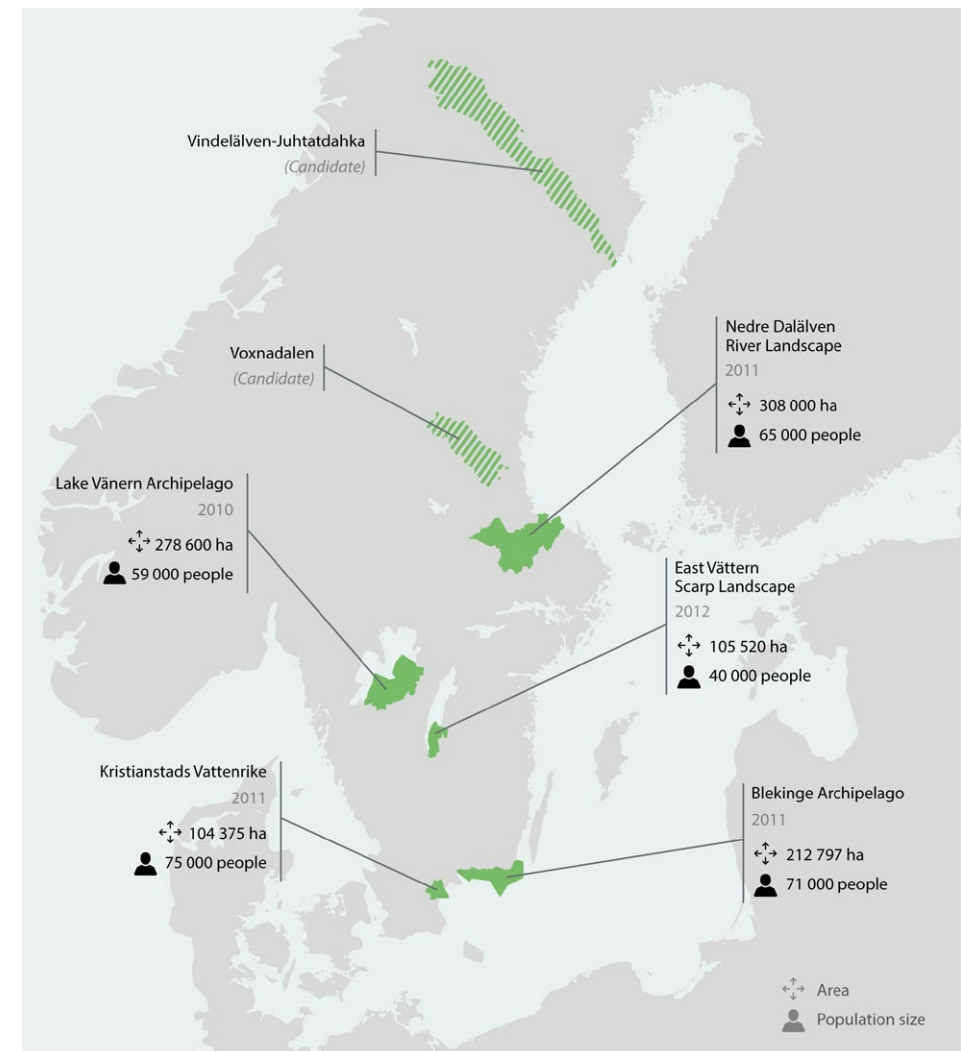 Vindelälven-Juhtatdahka
(Candidate)
Voxnadalen
(Candidate)
Nedre Dalälven
River Landscape
2011
308 000 ha
65 000 people
Lake Vänern Archipelago
2010
278 600 ha
59 000 people
East Vättern
Scarp Landscape
2012
105 520 ha
40 000 people
Kristianstads Vattenrike
2011
104 375 ha
75 000 people
Blekinge Archipelago
2011
212 797 ha
71 000 people
Area
Population size